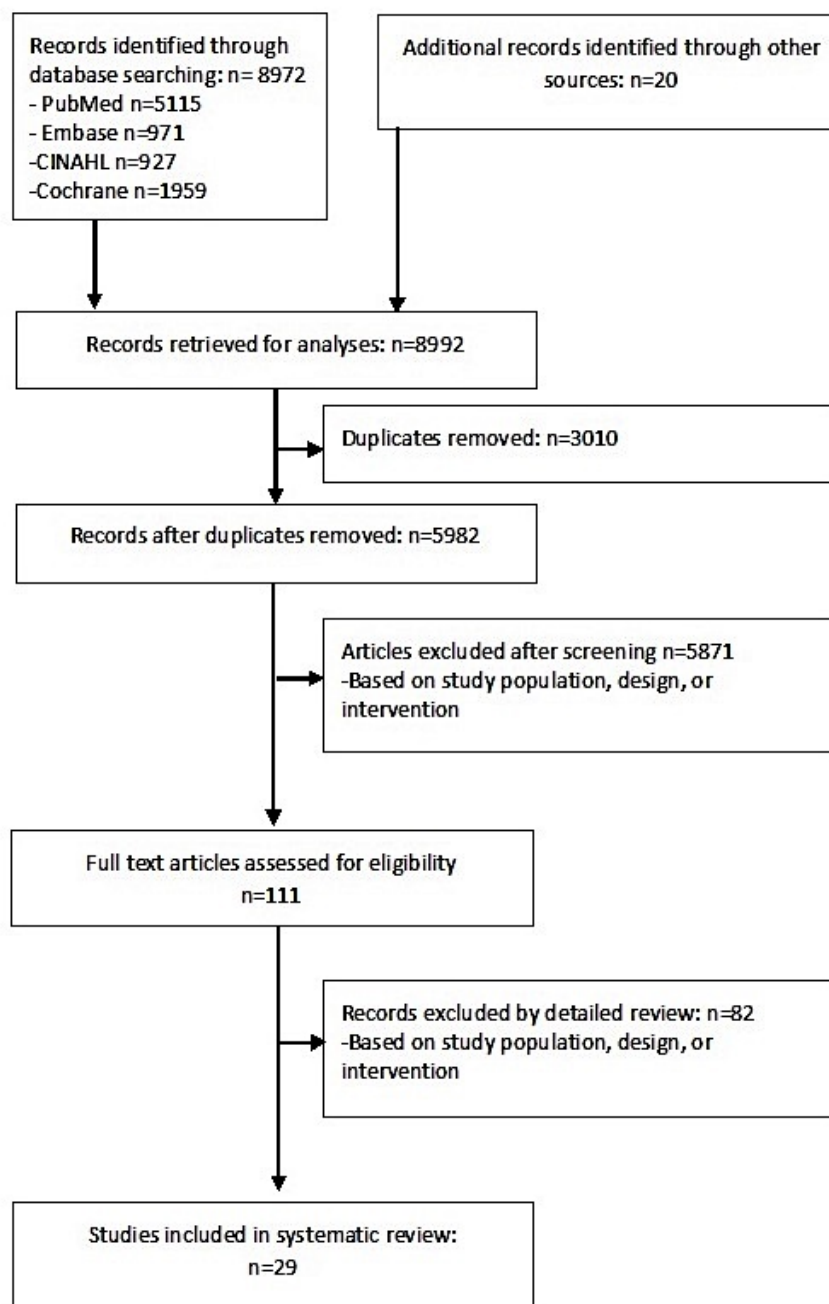 Records identified through
database searching: n= 8972
- PubMed n=5115
- Embase n=971
-CINAHL n=927
-Cochrane n=1959
Additional records identified through other
sources: n=20
Records retrieved for analyses: n=8992
Duplicates removed: n=3010
Records after duplicates removed: n=5982
Articles excluded after screening n=5871
-Based on study population, design, or
intervention
Full text articles assessed for eligibility
n=111
Records excluded by detailed review: n=82
-Based on study population, design, or
intervention
Studies included in systematic review:
n=29